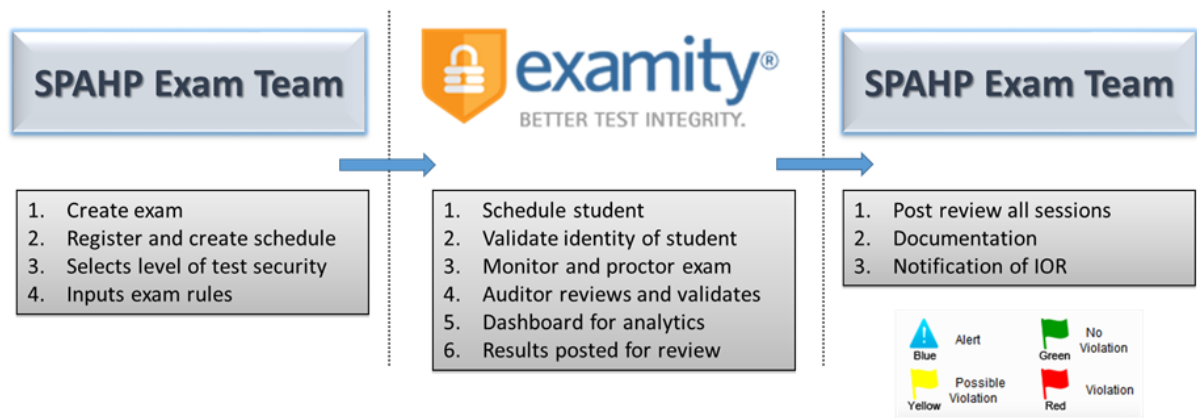 SPAHP Exam Team
1. Create exam
2. Register and create schedule
3. Selects level of test security
4. Inputs exam rules
examity®
BETTER TEST INTEGRITY.
1. Schedule student
2. Validate identity of student
3. Monitor and proctor exam
4. Auditor reviews and validates
5. Dashboard for analytics
6. Results posted for review
SPAHP Exam Team
1. Post review all sessions
2. Documentation
3. Notification of IOR
!
Blue
Alert
Green
No
Violation
Yellow
Possible
Violation
Red
Violation